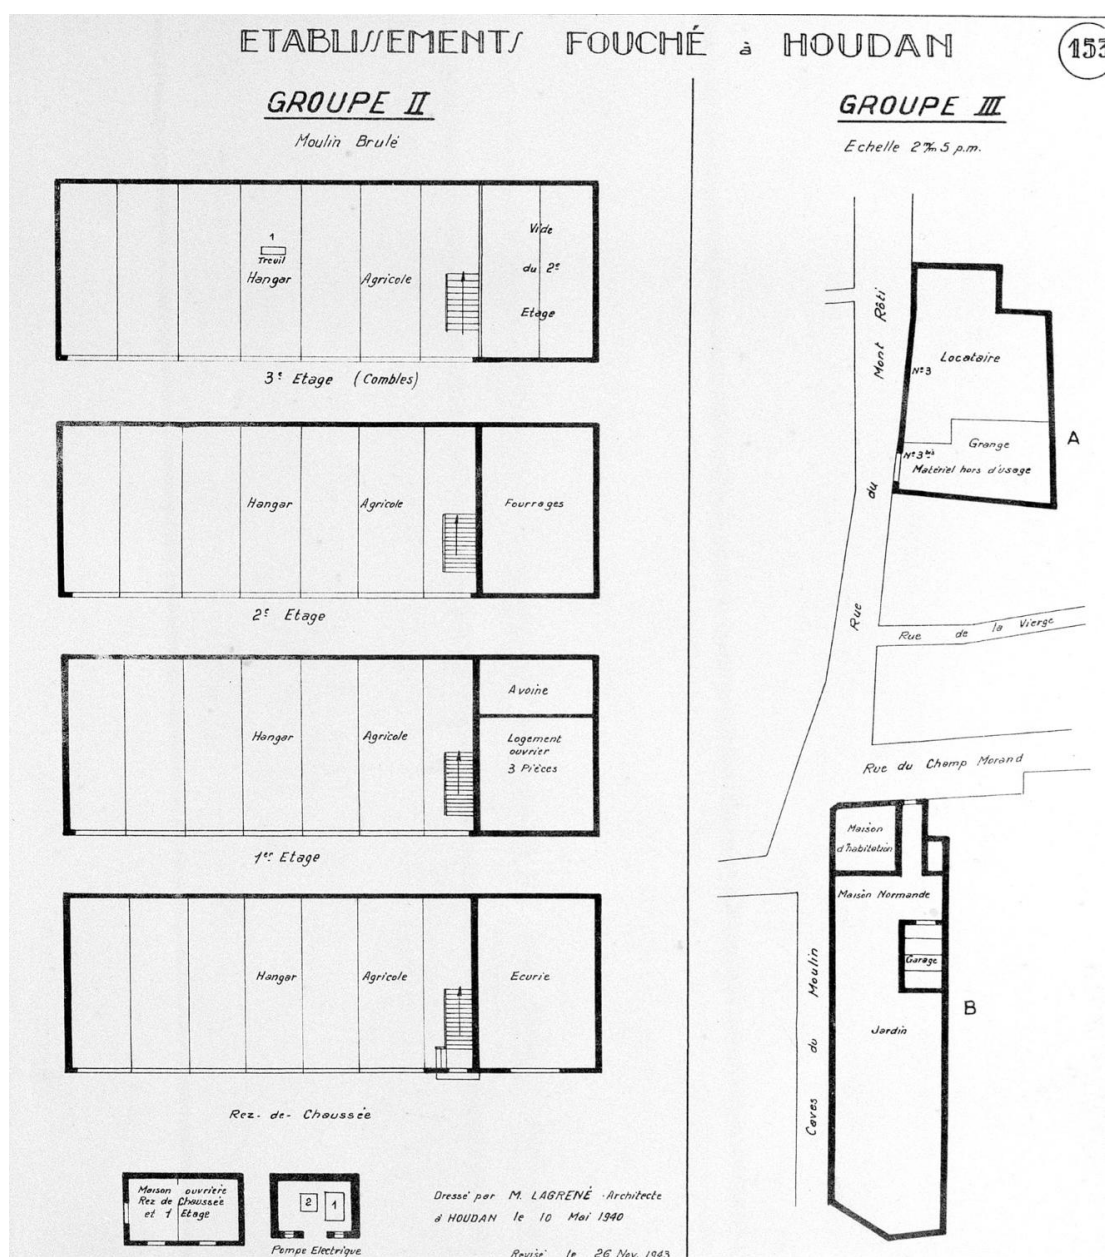 ETABLISSEMENTS FOUCHÉ à HOUDAN
153
GROUPE II
Moulin Brulé
1
Treuil
Hangar Agricole
Vide
du 2e
Etage
3e Etage (Combles)
Hangar Agricole
Fourrages
2e Etage
Hangar Agricole
Avoine
Logement
ouvrier
3 Pièces
1er Etage
Hangar Agricole
Ecurie
Rez-de-Chaussée
Maison ouvrière
Rez de Chaussée
et 1 Etage
2
1
Pompe Electrique
Dressé par M. LAGRENÉ Architecte
à HOUDAN le 10 Mai 1940
Revisé le 26 Nov. 1943
GROUPE III
Echelle 2m/m 5 p.m.
Rue du Mont Rôti
Locataire
N°3
A
Grange
N°3 bis
Matériel hors d'usage
Rue de la Vierge
Rue du Champ Morand
Maison
d'habitation
Maison Normande
Garage
B
Jardin
Caves du Moulin